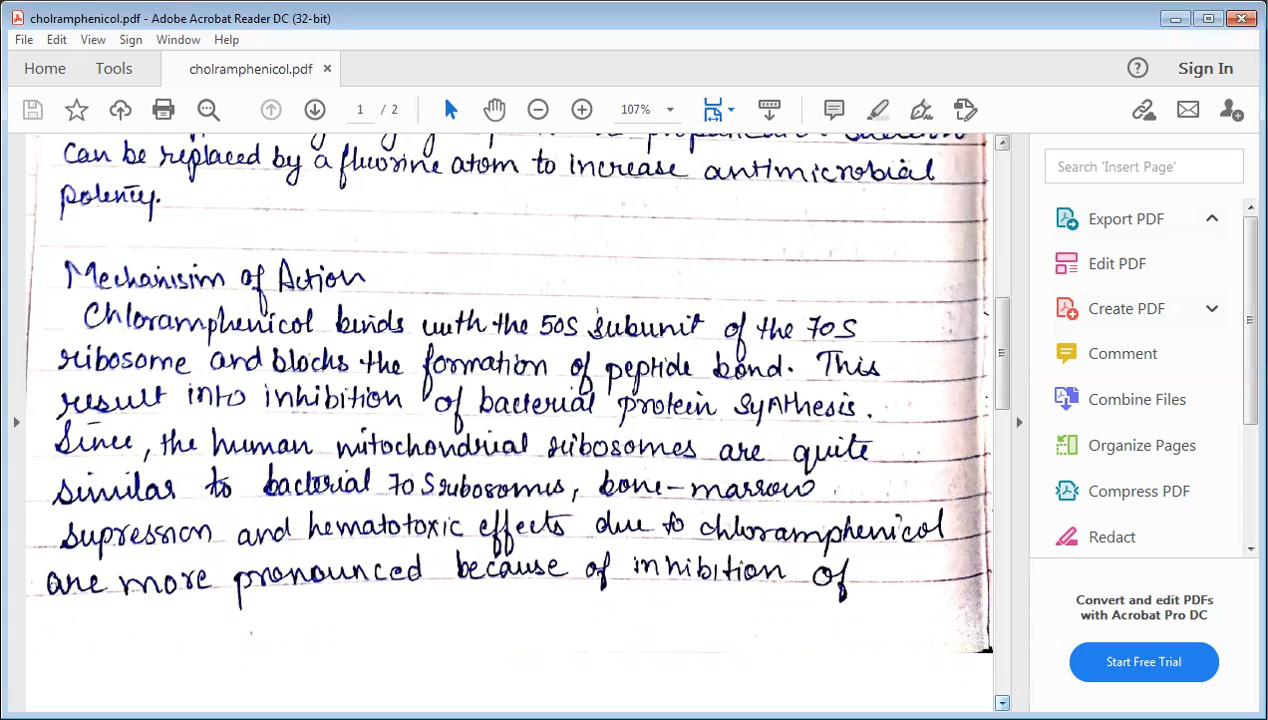 cholramphenicol.pdf - Adobe Acrobat Reader DC (32-bit)
File Edit View Sign Window Help
Home Tools cholramphenicol.pdf × Sign In
1 / 2 107%
can be replaced by a fluorine atom to increase antimicrobial
potency.
Mechanisim of Action
Chloramphenicol binds with the 50S subunit of the 70S
ribosome and blocks the formation of peptide bond. This
result into inhibition of bacterial protein synthesis.
Since, the human mitochondrial ribosomes are quite
similar to bacterial 70S rubosomes, bone-marrow
supression and hematotoxic effects due to chloramphenicol
are more pronounced because of inhibition of
Search 'Insert Page'
Export PDF
Edit PDF
Create PDF
Comment
Combine Files
Organize Pages
Compress PDF
Redact
Convert and edit PDFs
with Acrobat Pro DC
Start Free Trial